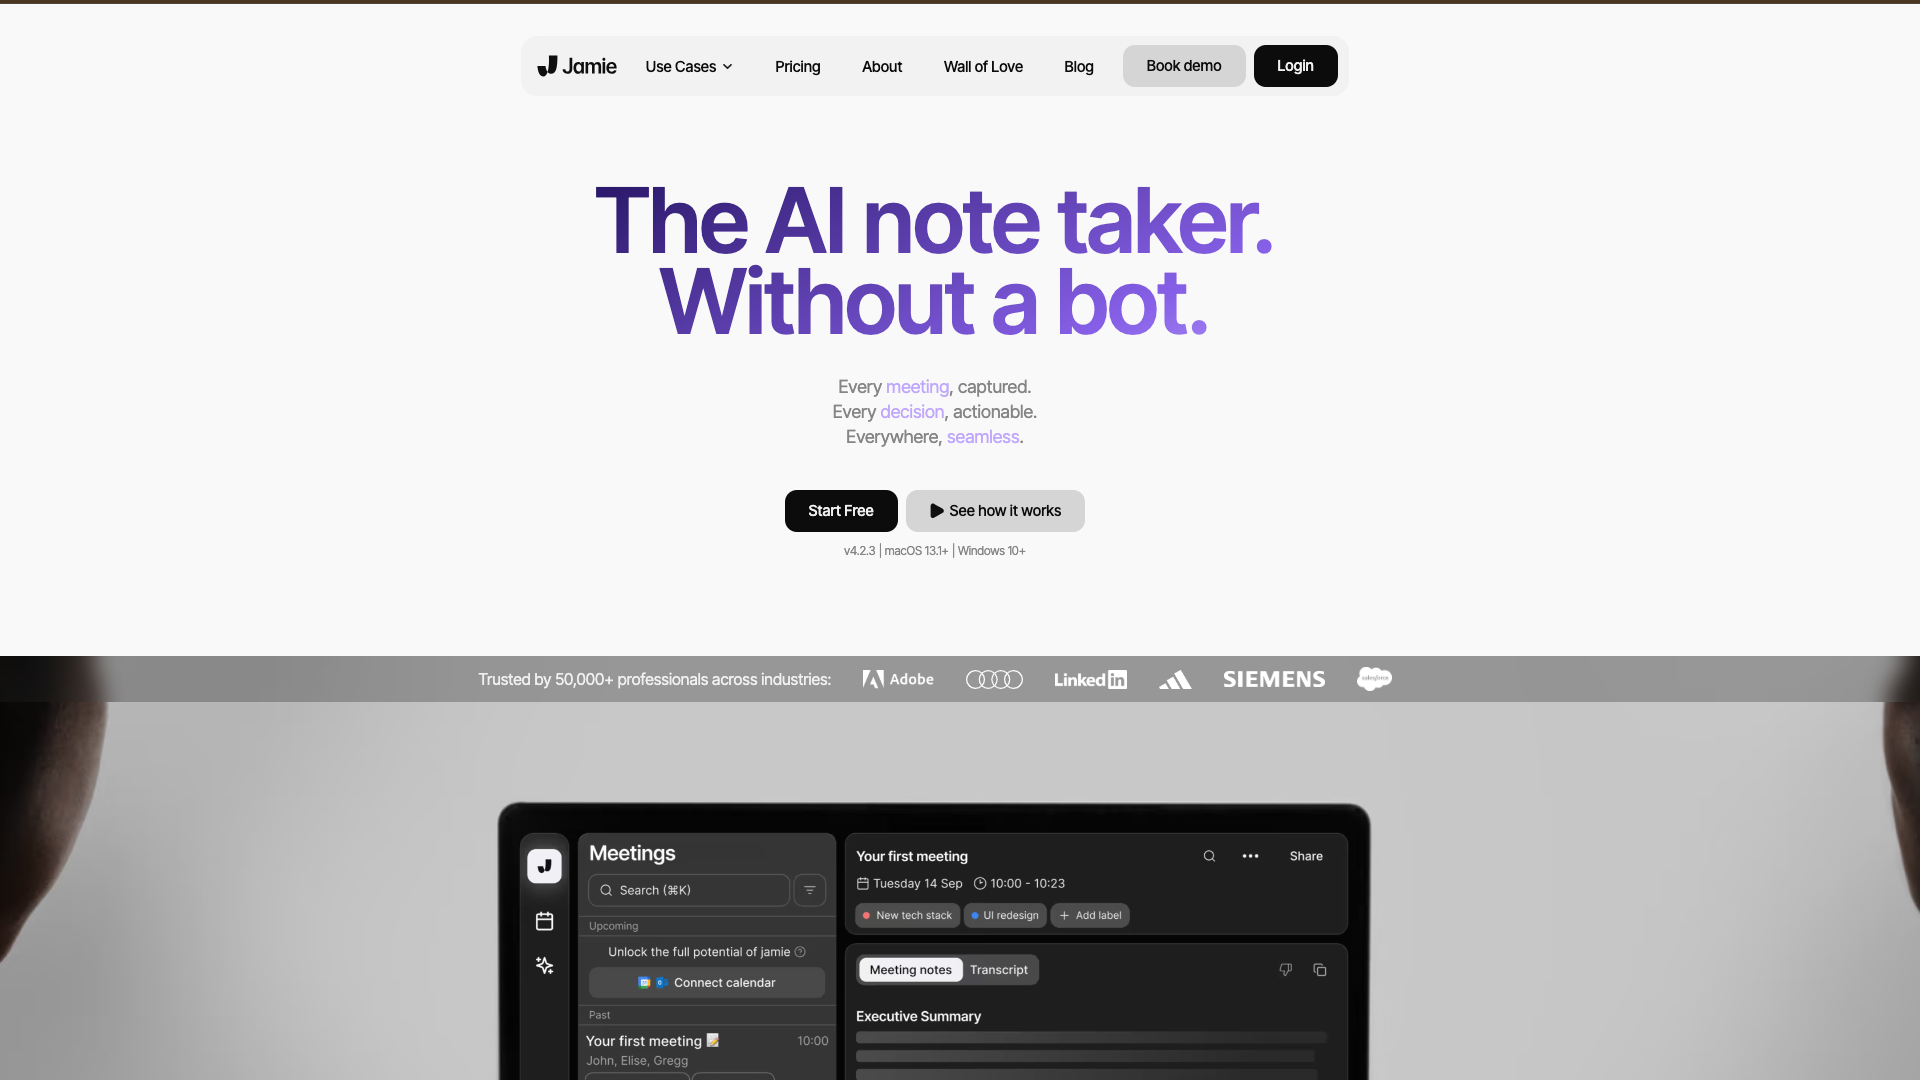 Jamie
Use Cases
Pricing
About
Wall of Love
Blog
Book demo
Login
The AI note taker.
Without a bot.
Every meeting, captured.
Every decision, actionable.
Everywhere, seamless.
Start Free
See how it works
v4.2.3 | macOS 13.1+ | Windows 10+
Trusted by 50,000+ professionals across industries:
Adobe
LinkedIn
SIEMENS
salesforce
Meetings
Search (⌘K)
Upcoming
Unlock the full potential of jamie
Connect calendar
Past
Your first meeting
10:00
John, Elise, Gregg
Your first meeting
Share
Tuesday 14 Sep
10:00 - 10:23
New tech stack
UI redesign
Add label
Meeting notes
Transcript
Executive Summary